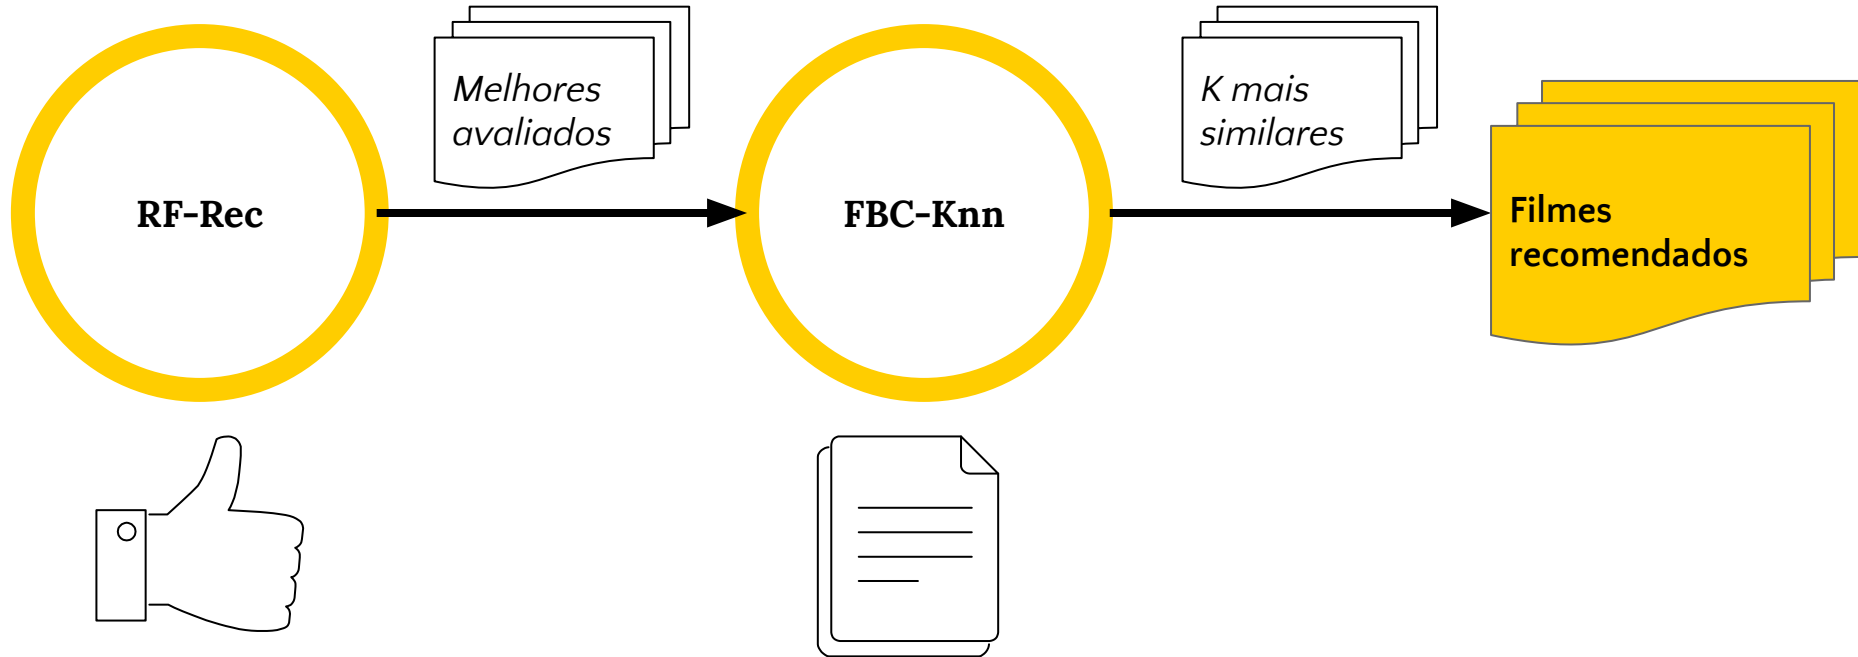 Melhores
avaliados
K mais
similares
RF-Rec
FBC-Knn
Filmes
recomendados